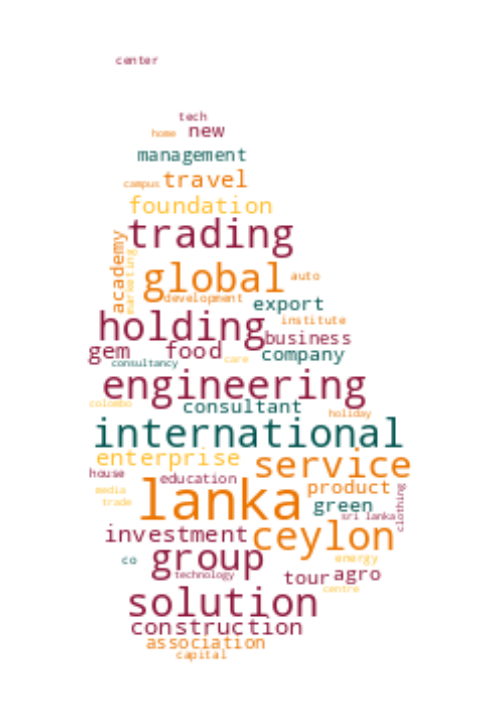 center
tech
home new
management
campus travel
foundation
trading
academy
marketing
global auto
development export
holding institute
business
gem food company
consultancy care
engineering
colombo consultant holiday
international
enterprise service
house education
lanka product
media
trade green
sri lanka clothing
investment ceylon
co group energy
technology tour agro
centre
solution
construction
association
capital